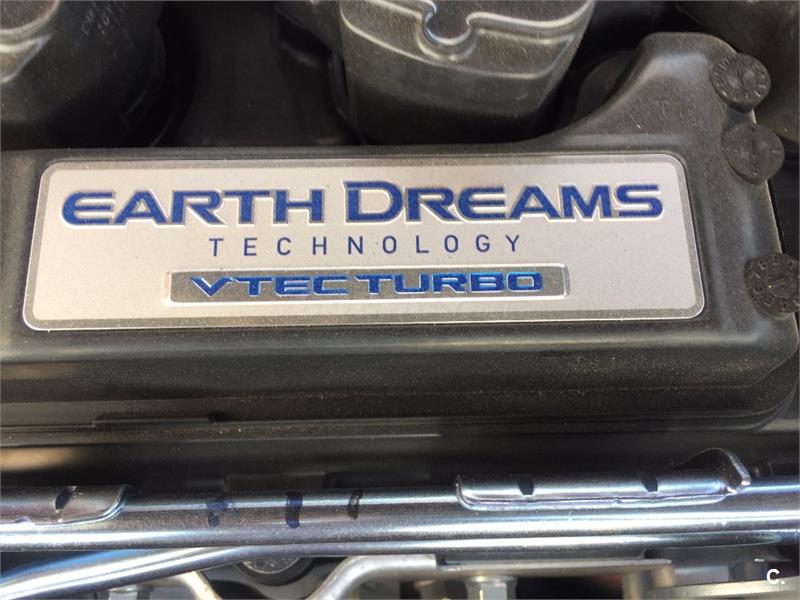 EARTH DREAMS
TECHNOLOGY
VTEC TURBO
C.